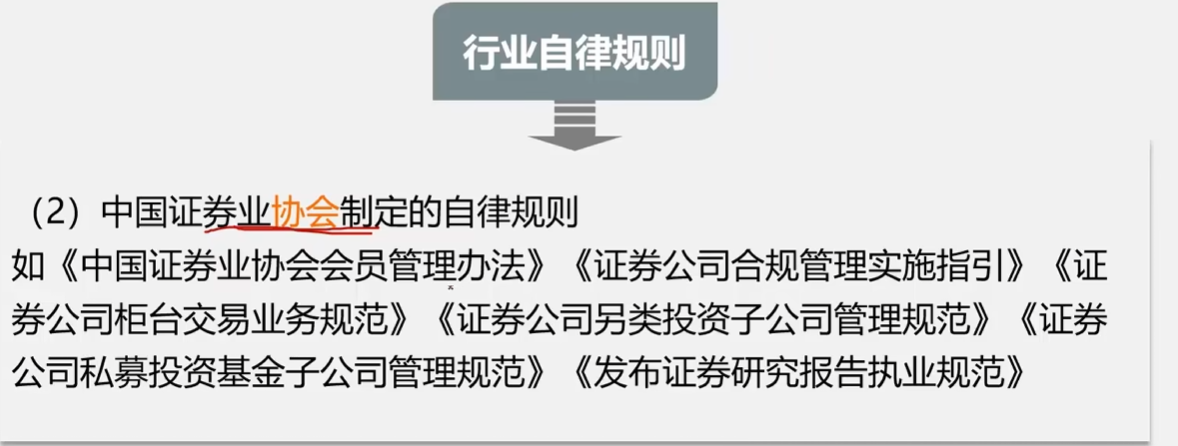 行业自律规则
（2）中国证券业协会制定的自律规则
如《中国证券业协会会员管理办法》《证券公司合规管理实施指引》《证
券公司柜台交易业务规范》《证券公司另类投资子公司管理规范》《证券
公司私募投资基金子公司管理规范》《发布证券研究报告执业规范》